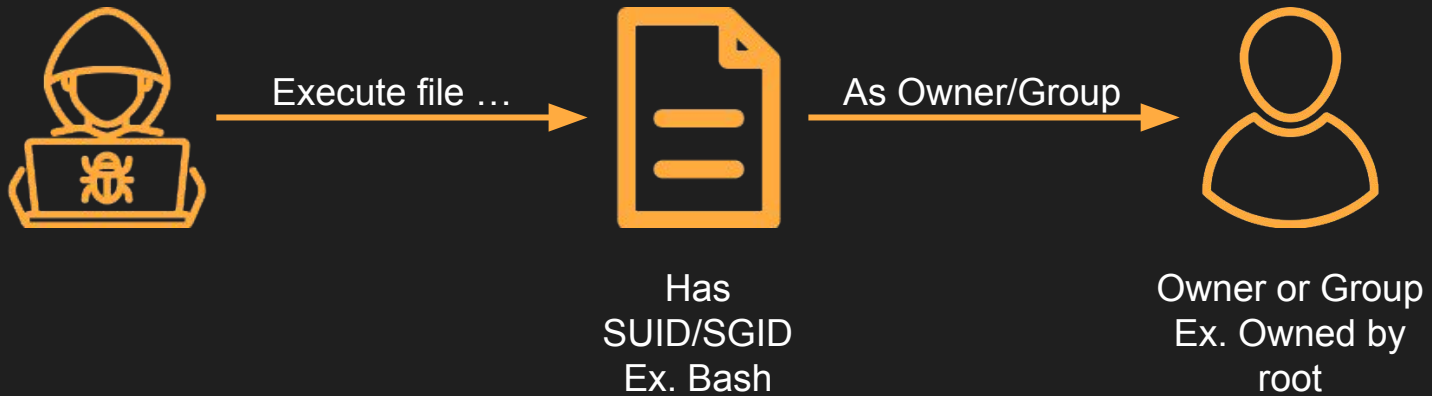 Execute file …
As Owner/Group
Has
SUID/SGID
Ex. Bash
Owner or Group
Ex. Owned by
root